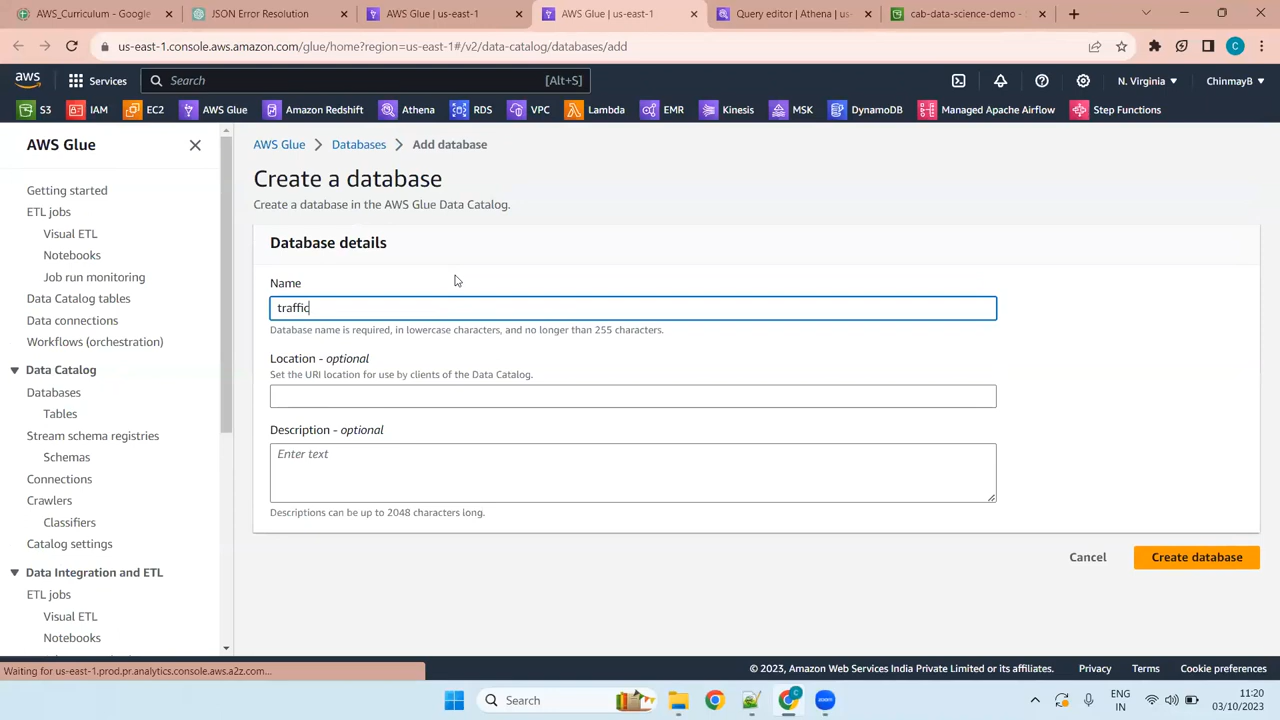 AWS_Curriculum - Google
JSON Error Resolution
AWS Glue | us-east-1
AWS Glue | us-east-1
Query editor | Athena | us-
cab-data-science-demo -
us-east-1.console.aws.amazon.com/glue/home?region=us-east-1#/v2/data-catalog/databases/add
C
aws
Services
Search
[Alt+S]
N. Virginia
ChinmayB
S3
IAM
EC2
AWS Glue
Amazon Redshift
Athena
RDS
VPC
Lambda
EMR
Kinesis
MSK
DynamoDB
Managed Apache Airflow
Step Functions
AWS Glue
Getting started
ETL jobs
Visual ETL
Notebooks
Job run monitoring
Data Catalog tables
Data connections
Workflows (orchestration)
Data Catalog
Databases
Tables
Stream schema registries
Schemas
Connections
Crawlers
Classifiers
Catalog settings
Data Integration and ETL
ETL jobs
Visual ETL
Notebooks
AWS Glue > Databases > Add database
Create a database
Create a database in the AWS Glue Data Catalog.
Database details
Name
traffic
Database name is required, in lowercase characters, and no longer than 255 characters.
Location - optional
Set the URI location for use by clients of the Data Catalog.
Description - optional
Enter text
Descriptions can be up to 2048 characters long.
Cancel
Create database
Waiting for us-east-1.prod.pr.analytics.console.aws.a2z.com...
© 2023, Amazon Web Services India Private Limited or its affiliates.
Privacy
Terms
Cookie preferences
Search
ENG
IN
11:20
03/10/2023